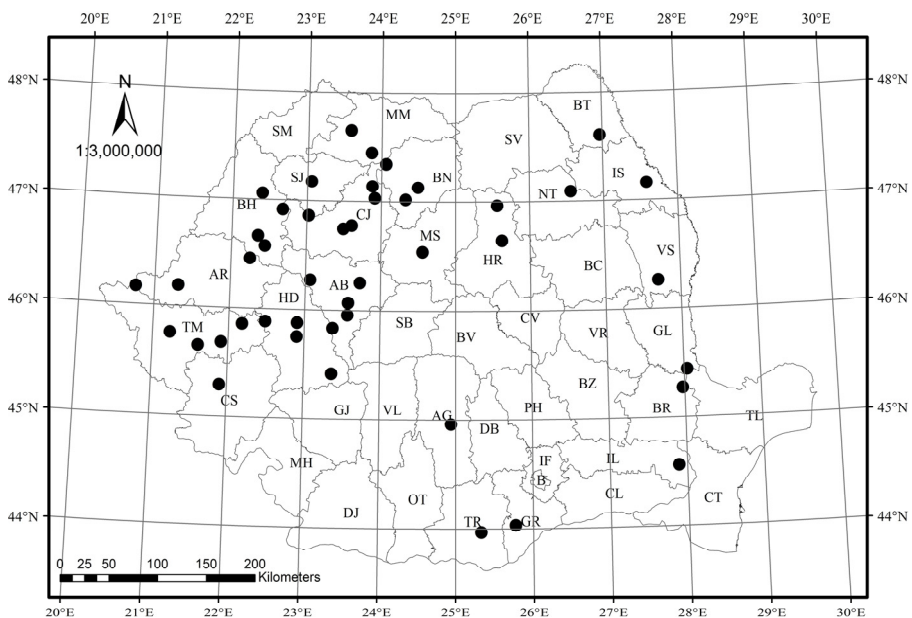 20°E 21°E 22°E 23°E 24°E 25°E 26°E 27°E 28°E 29°E 30°E
48°N 48°N
N
1:3,000,000
BT
MM
SM
SV
IS
SJ
BN
NT
47°N 47°N
BH
CJ
MS
VS
HR
BC
AR
AB
HD
46°N 46°N
CV
SB
TM
BV
VR
GL
BZ
CS
45°N 45°N
GJ
VL
AG
PH
BR
TL
DB
MH
IF
IL
B
CL
CT
OT
DJ
TR
GR
44°N 44°N
0 25 50 100 150 200
Kilometers
20°E 21°E 22°E 23°E 24°E 25°E 26°E 27°E 28°E 29°E 30°E